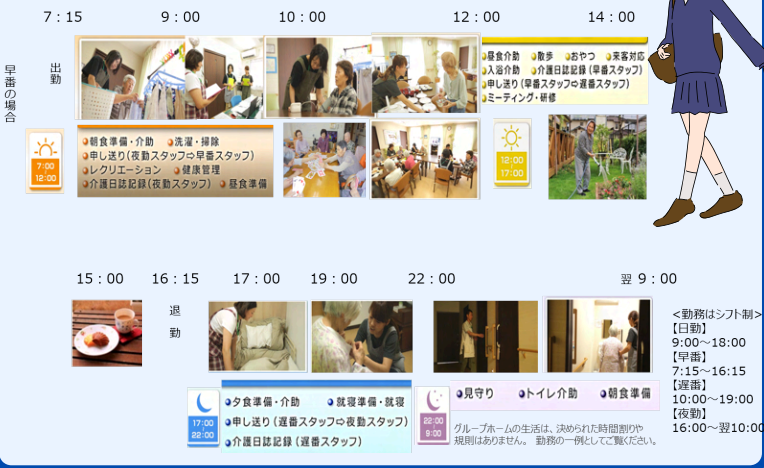 7：15
9：00
10：00
12：00
14：00
早番の場合
出勤
7:00
12:00
朝食準備・介助　洗濯・掃除
申し送り（夜勤スタッフ⇨早番スタッフ）
レクリエーション　健康管理
介護日誌記録（夜勤スタッフ）　昼食準備
昼食介助　散歩　おやつ　来客対応
入浴介助　介護日誌記録（早番スタッフ）
申し送り（早番スタッフ⇨遅番スタッフ）
ミーティング・研修
12:00
17:00
15：00
16：15
17：00
19：00
22：00
翌 9：00
退勤
17:00
22:00
夕食準備・介助　就寝準備・就寝
申し送り（遅番スタッフ⇨夜勤スタッフ）
介護日誌記録（遅番スタッフ）
22:00
9:00
見守り　トイレ介助　朝食準備
グループホームの生活は、決められた時間割りや
規則はありません。 勤務の一例としてご覧ください。
<勤務はシフト制>
【日勤】
9:00～18:00
【早番】
7:15～16:15
【遅番】
10:00～19:00
【夜勤】
16:00～翌10:00